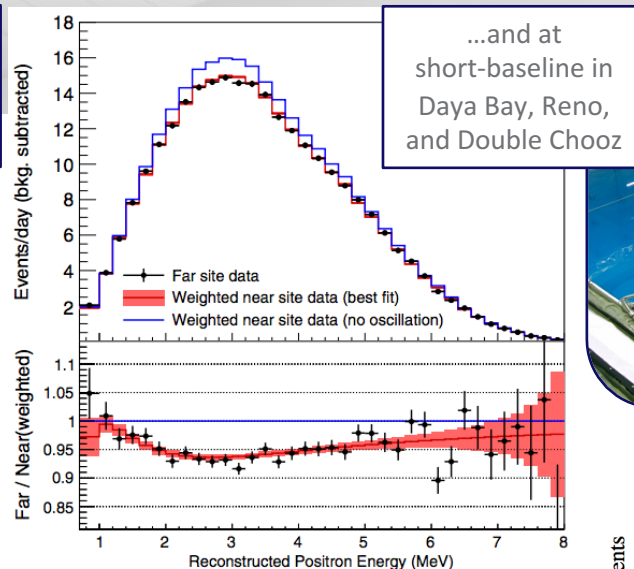 …and at
short-baseline in
Daya Bay, Reno,
and Double Chooz
18
16
14
12
10
8
6
4
2
Events/day (bkg. subtracted)
Far site data
Weighted near site data (best fit)
Weighted near site data (no oscillation)
1.1
1.05
1
0.95
0.9
0.85
Far / Near(weighted)
1 2 3 4 5 6 7 8
Reconstructed Positron Energy (MeV)